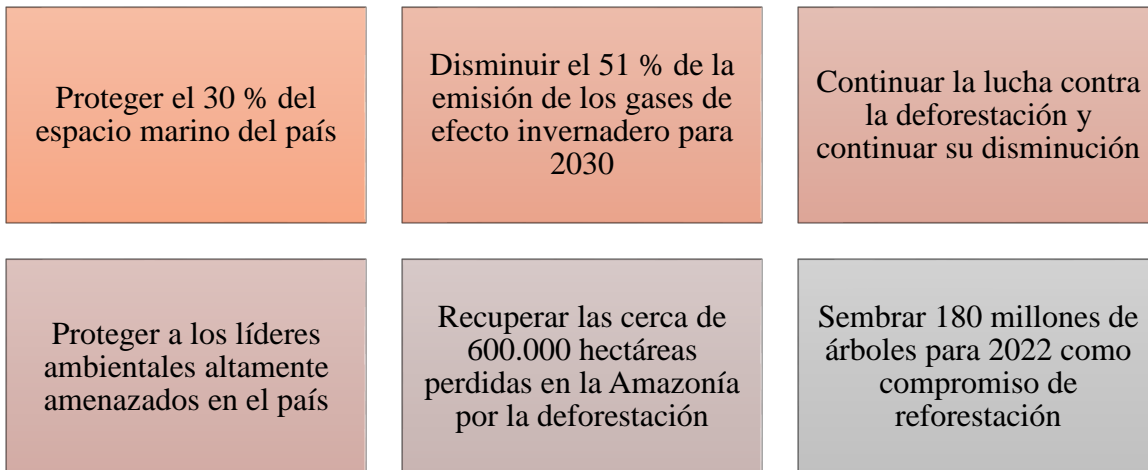 Proteger el 30 % del
espacio marino del país
Disminuir el 51 % de la
emisión de los gases de
efecto invernadero para
2030
Continuar la lucha contra
la deforestación y
continuar su disminución
Proteger a los líderes
ambientales altamente
amenazados en el país
Recuperar las cerca de
600.000 hectáreas
perdidas en la Amazonía
por la deforestación
Sembrar 180 millones de
árboles para 2022 como
compromiso de
reforestación